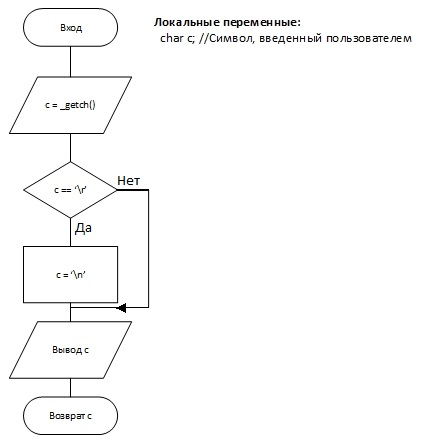 Вход
Локальные переменные:
char c; //Символ, введенный пользователем
c = _getch()
c == '\r'
Нет
Да
c = '\n'
Вывод c
Возврат c